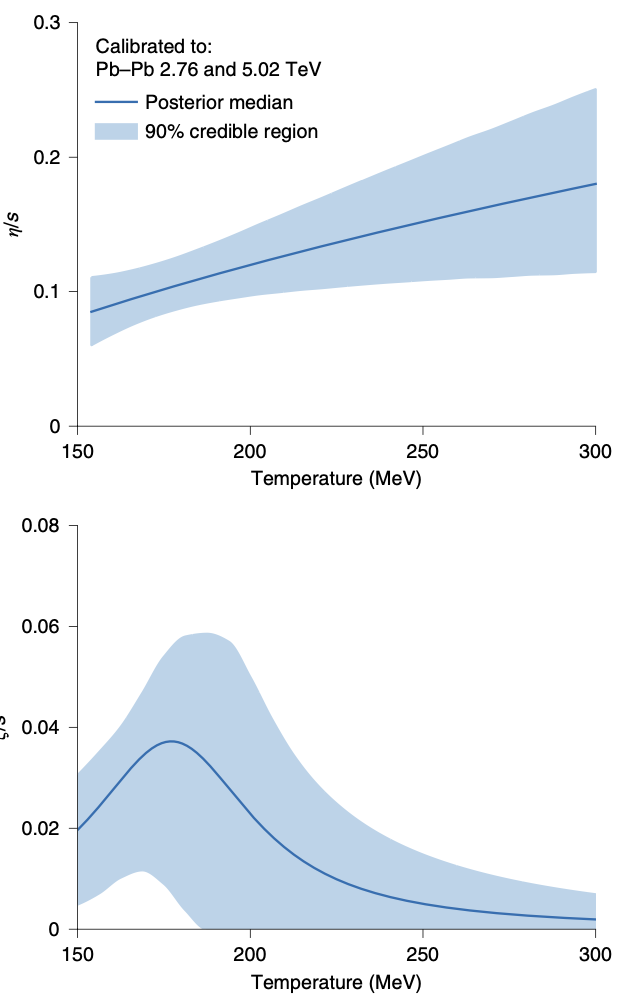 0.3
Calibrated to:
Pb–Pb 2.76 and 5.02 TeV
Posterior median
90% credible region
0.2
η/s
0.1
0
150 200 250 300
Temperature (MeV)
0.08
0.06
0.04
ζ/s
0.02
0
150 200 250 300
Temperature (MeV)